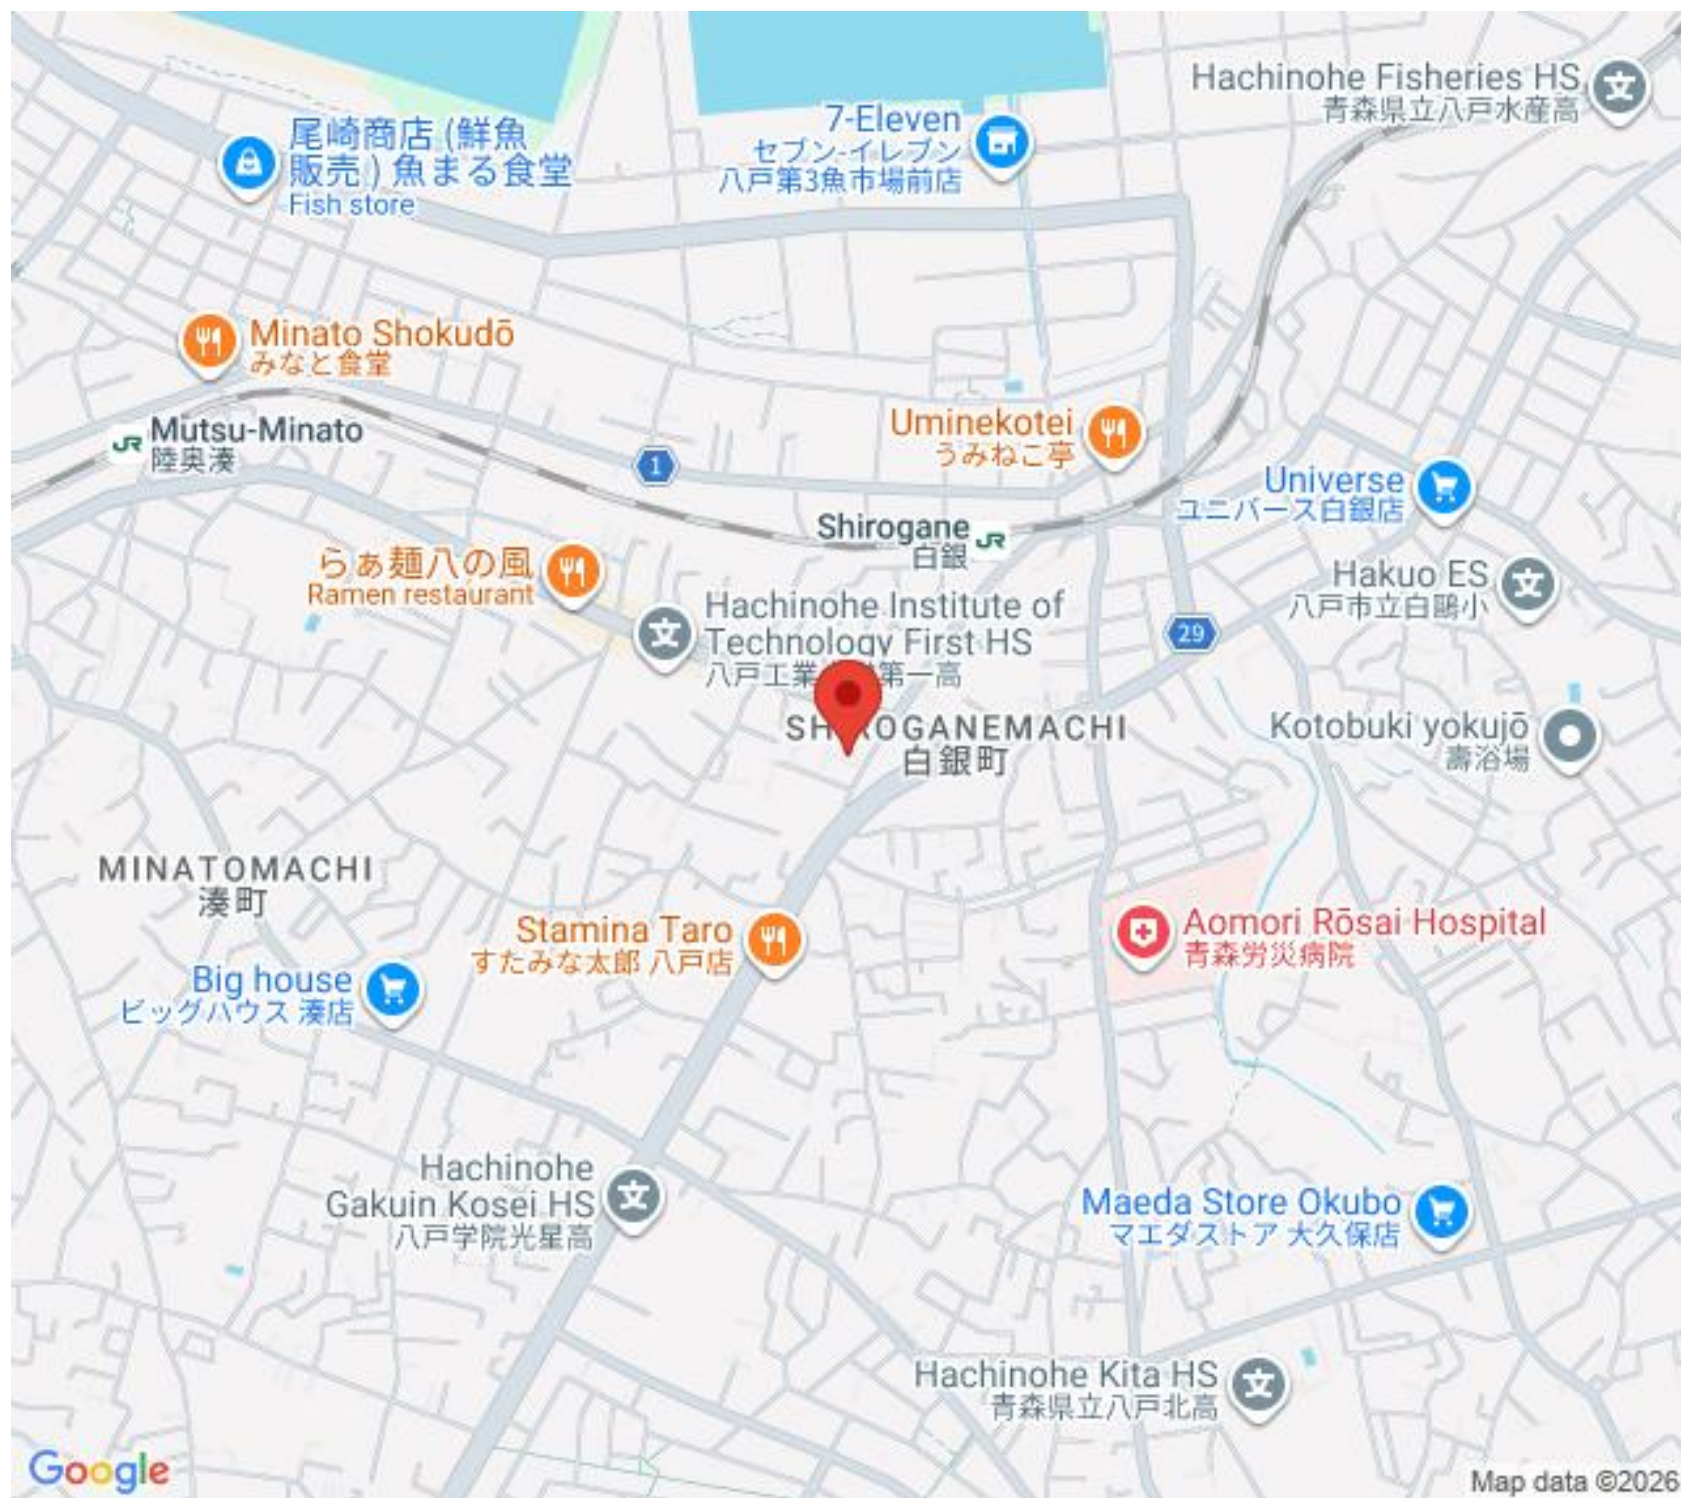 Hachinohe Fisheries HS
青森県立八戸水産高
7-Eleven
セブン-イレブン
八戸第3魚市場前店
尾崎商店 (鮮魚
販売 ) 魚まる食堂
Fish store
Minato Shokudō
みなと食堂
Mutsu-Minato
陸奥湊
JR
1
Uminekotei
うみねこ亭
Universe
ユニバース白銀店
Shirogane
白銀
JR
らぁ麺八の風
Ramen restaurant
Hachinohe Institute of
Technology First HS
八戸工業 第一高
Hakuo ES
八戸市立白鷗小
29
SH OGANEMACHI
白銀町
Kotobuki yokujō
壽浴場
MINATOMACHI
湊町
Stamina Taro
すたみな太郎 八戸店
Aomori Rōsai Hospital
青森労災病院
Big house
ビッグハウス 湊店
Hachinohe
Gakuin Kosei HS
八戸学院光星高
Maeda Store Okubo
マエダストア 大久保店
Hachinohe Kita HS
青森県立八戸北高
Google
Map data ©2026